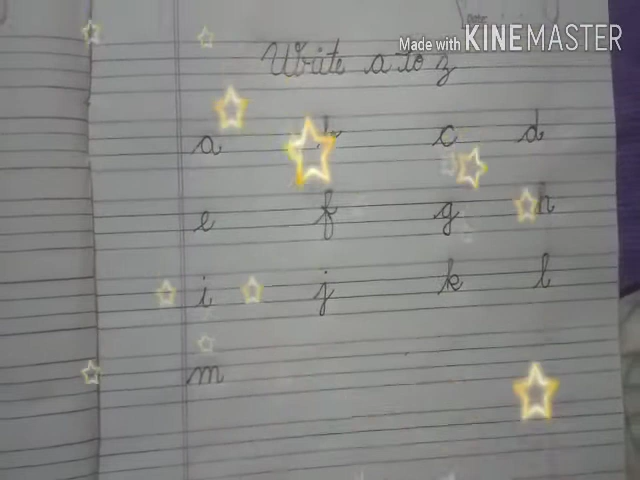 Made with KINEMASTER
Write a to z
a b c d
e f g h
i j k l
m